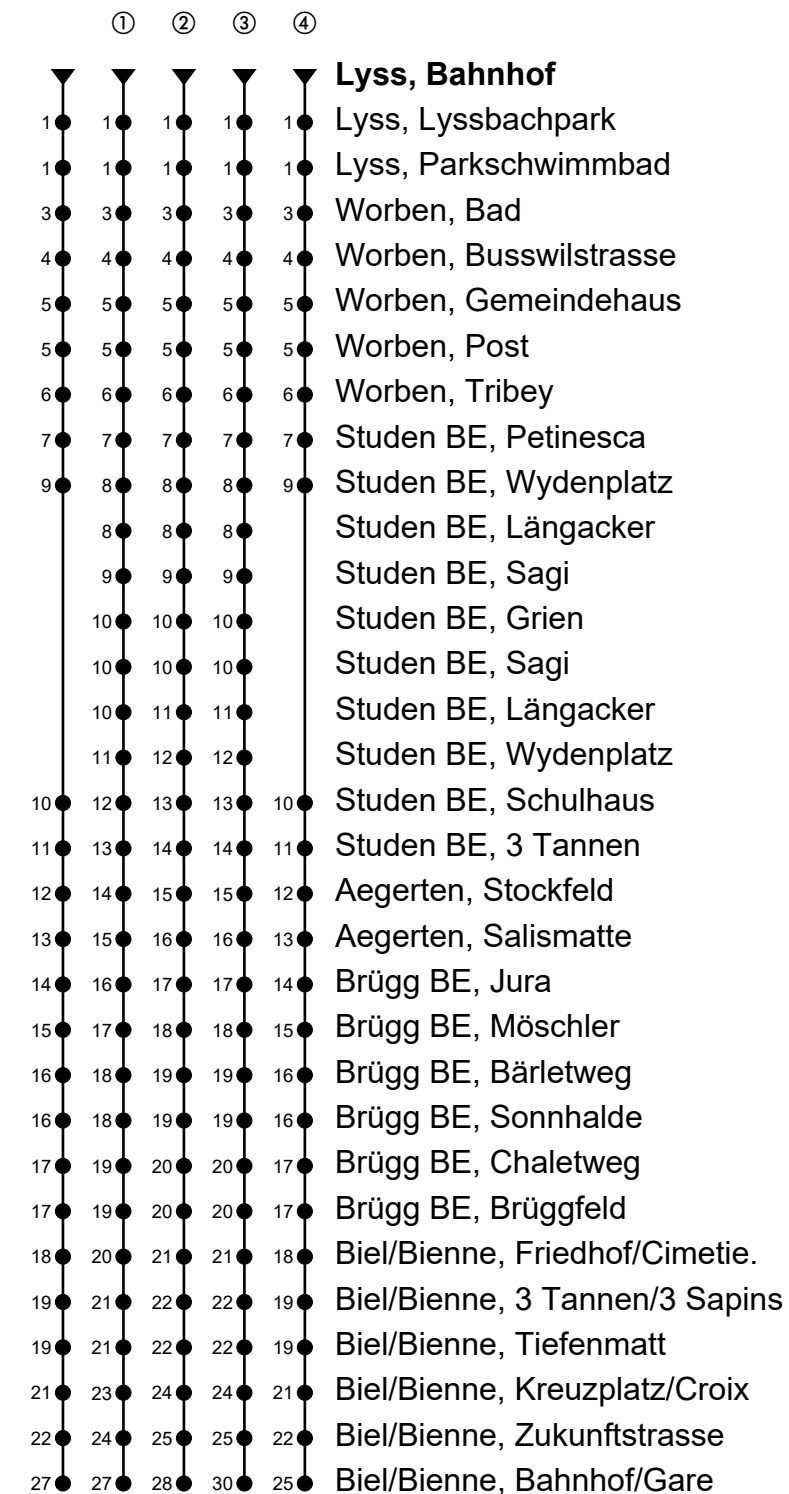 ① ② ③ ④
Lyss, Bahnhof
1 1 1 1 1 Lyss, Lyssbachpark
1 1 1 1 1 Lyss, Parkschwimmbad
3 3 3 3 3 Worben, Bad
4 4 4 4 4 Worben, Busswilstrasse
5 5 5 5 5 Worben, Gemeindehaus
5 5 5 5 5 Worben, Post
6 6 6 6 6 Worben, Tribey
7 7 7 7 7 Studen BE, Petinesca
9 8 8 8 9 Studen BE, Wydenplatz
8 8 8 Studen BE, Längacker
9 9 9 Studen BE, Sagi
10 10 10 Studen BE, Grien
10 10 10 Studen BE, Sagi
10 11 11 Studen BE, Längacker
11 12 12 Studen BE, Wydenplatz
10 12 13 13 10 Studen BE, Schulhaus
11 13 14 14 11 Studen BE, 3 Tannen
12 14 15 15 12 Aegerten, Stockfeld
13 15 16 16 13 Aegerten, Salismatte
14 16 17 17 14 Brügg BE, Jura
15 17 18 18 15 Brügg BE, Möschler
16 18 19 19 16 Brügg BE, Bärletweg
16 18 19 19 16 Brügg BE, Sonnhalde
17 19 20 20 17 Brügg BE, Chaletweg
17 19 20 20 17 Brügg BE, Brüggfeld
18 20 21 21 18 Biel/Bienne, Friedhof/Cimetie.
19 21 22 22 19 Biel/Bienne, 3 Tannen/3 Sapins
19 21 22 22 19 Biel/Bienne, Tiefenmatt
21 23 24 24 21 Biel/Bienne, Kreuzplatz/Croix
22 24 25 25 22 Biel/Bienne, Zukunftstrasse
27 27 28 30 25 Biel/Bienne, Bahnhof/Gare